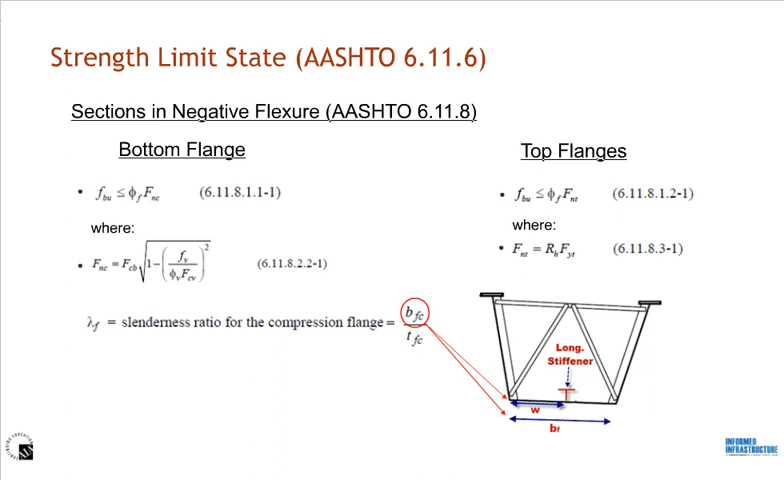 Strength Limit State (AASHTO 6.11.6)
Sections in Negative Flexure (AASHTO 6.11.8)
Bottom Flange
• f_bu ≤ ϕ_f F_nc (6.11.8.1.1-1)
where:
• F_nc = F_cb √(1−(f_v / ϕ_v F_cv)²) (6.11.8.2.2-1)
λ_f = slenderness ratio for the compression flange = b_fc / t_fc
Top Flanges
• f_bu ≤ ϕ_f F_nt (6.11.8.1.2-1)
where:
• F_nt = R_h F_yt (6.11.8.3-1)
Long.
Stiffener
w
bf
INFORMED
INFRASTRUCTURE